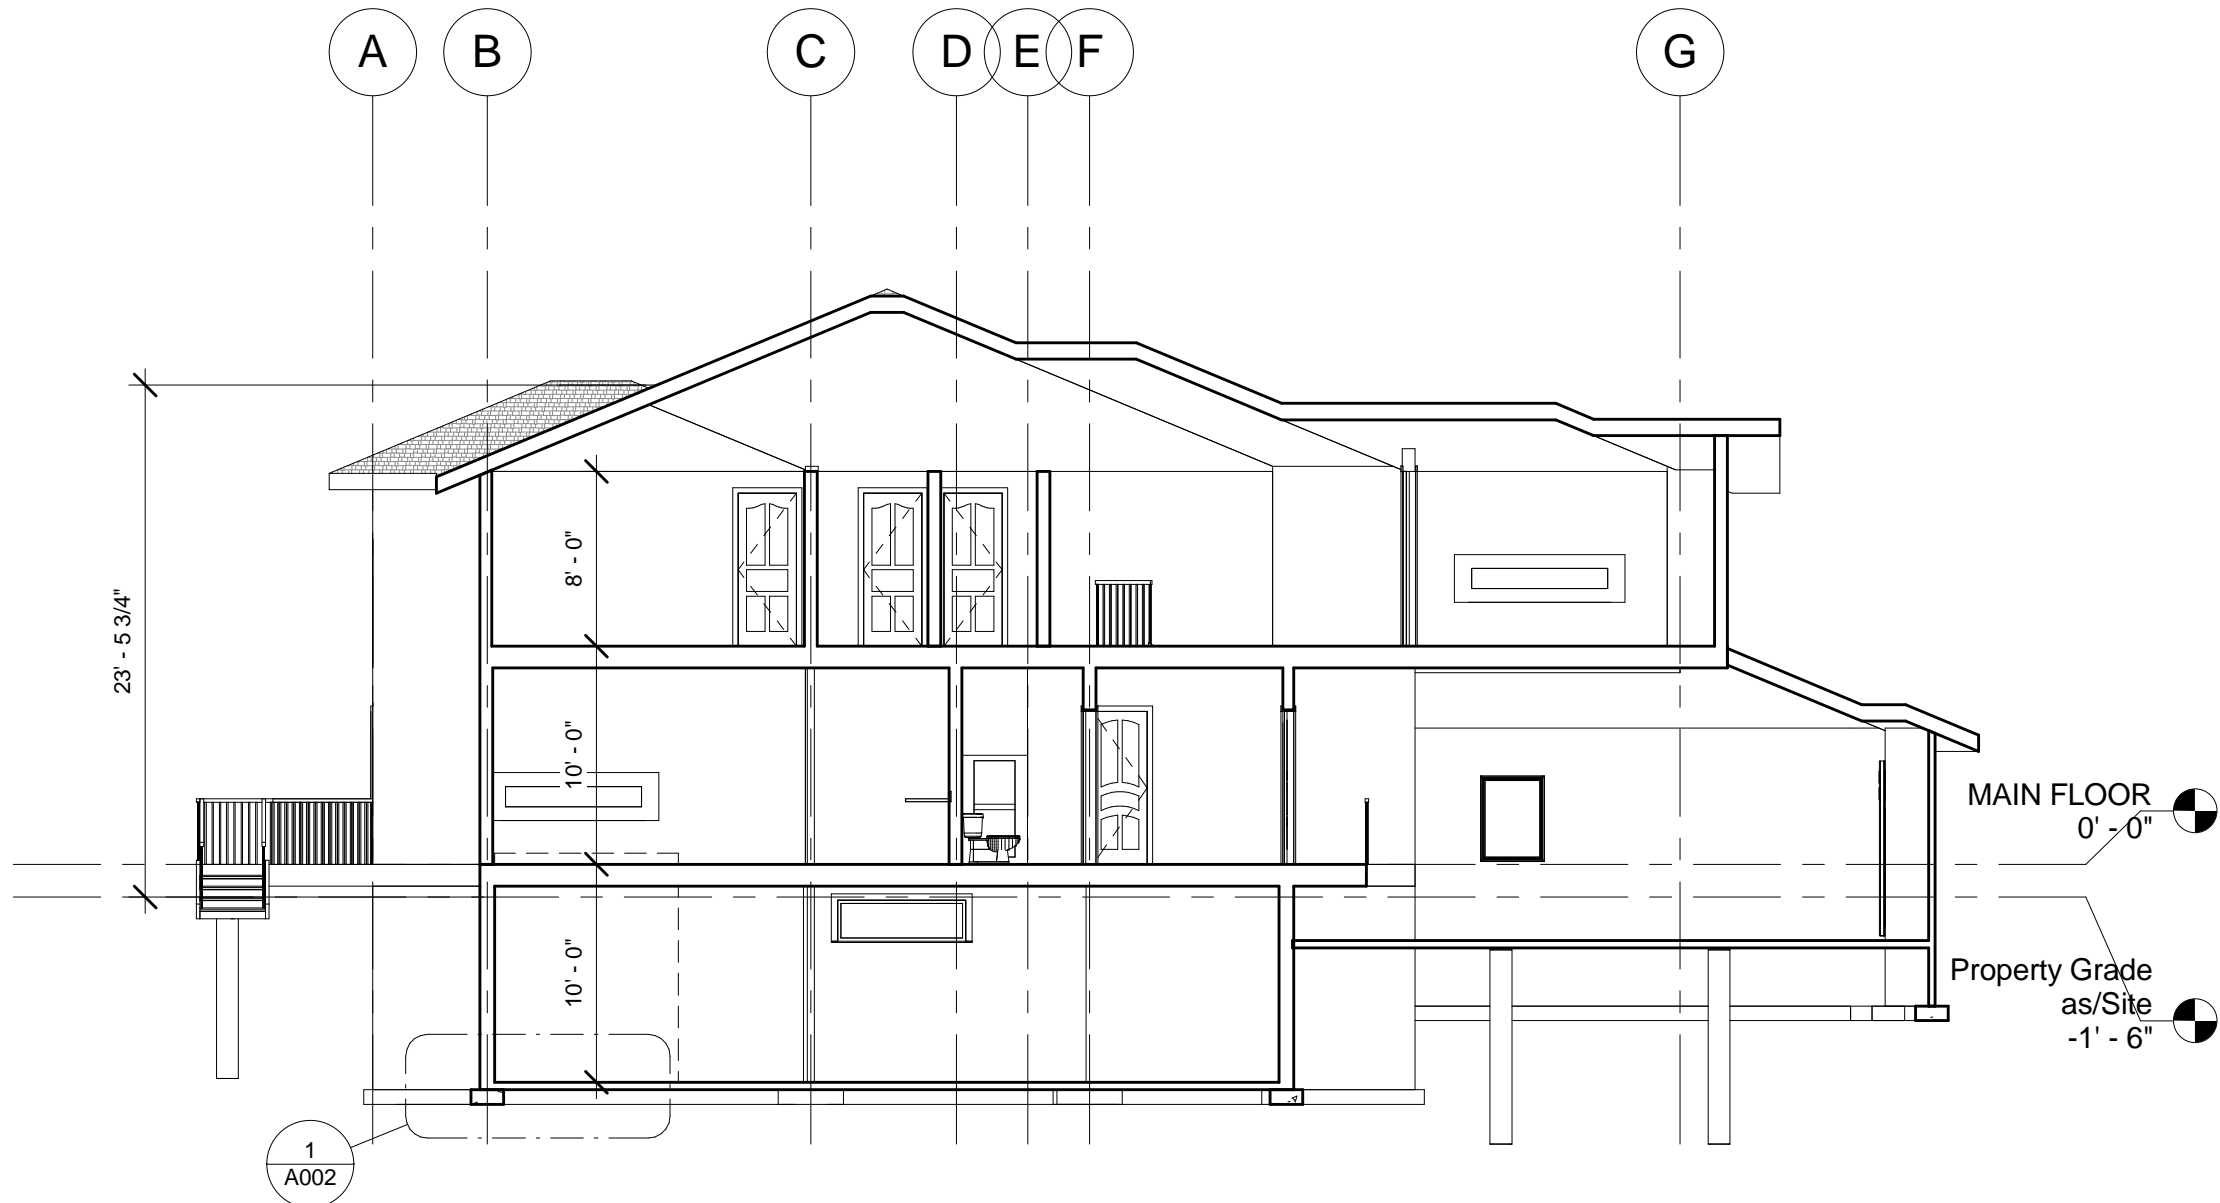 A
B
C
D
E
F
G
8' - 0"
23' - 5 3/4"
10' - 0"
MAIN FLOOR
0' - 0"
10' - 0"
Property Grade
as/Site
-1' - 6"
1
A002